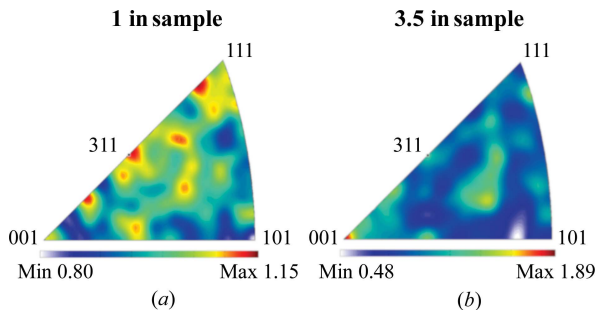 1 in sample
3.5 in sample
111
111
311
311
001
101
001
101
Min 0.80
Max 1.15
Min 0.48
Max 1.89
(a)
(b)